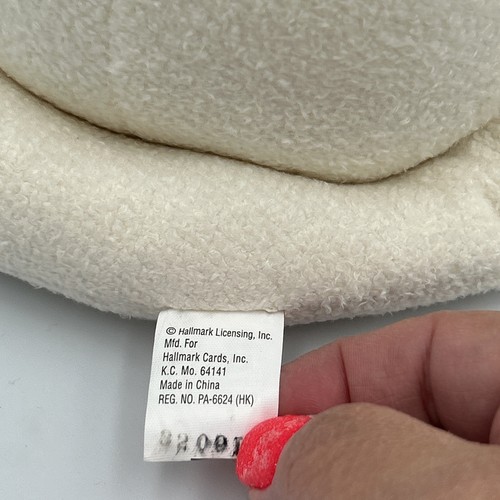 © Hallmark Licensing, Inc.
Mfd. For
Hallmark Cards, Inc.
K.C. Mo. 64141
Made in China
REG. NO. PA-6624 (HK)